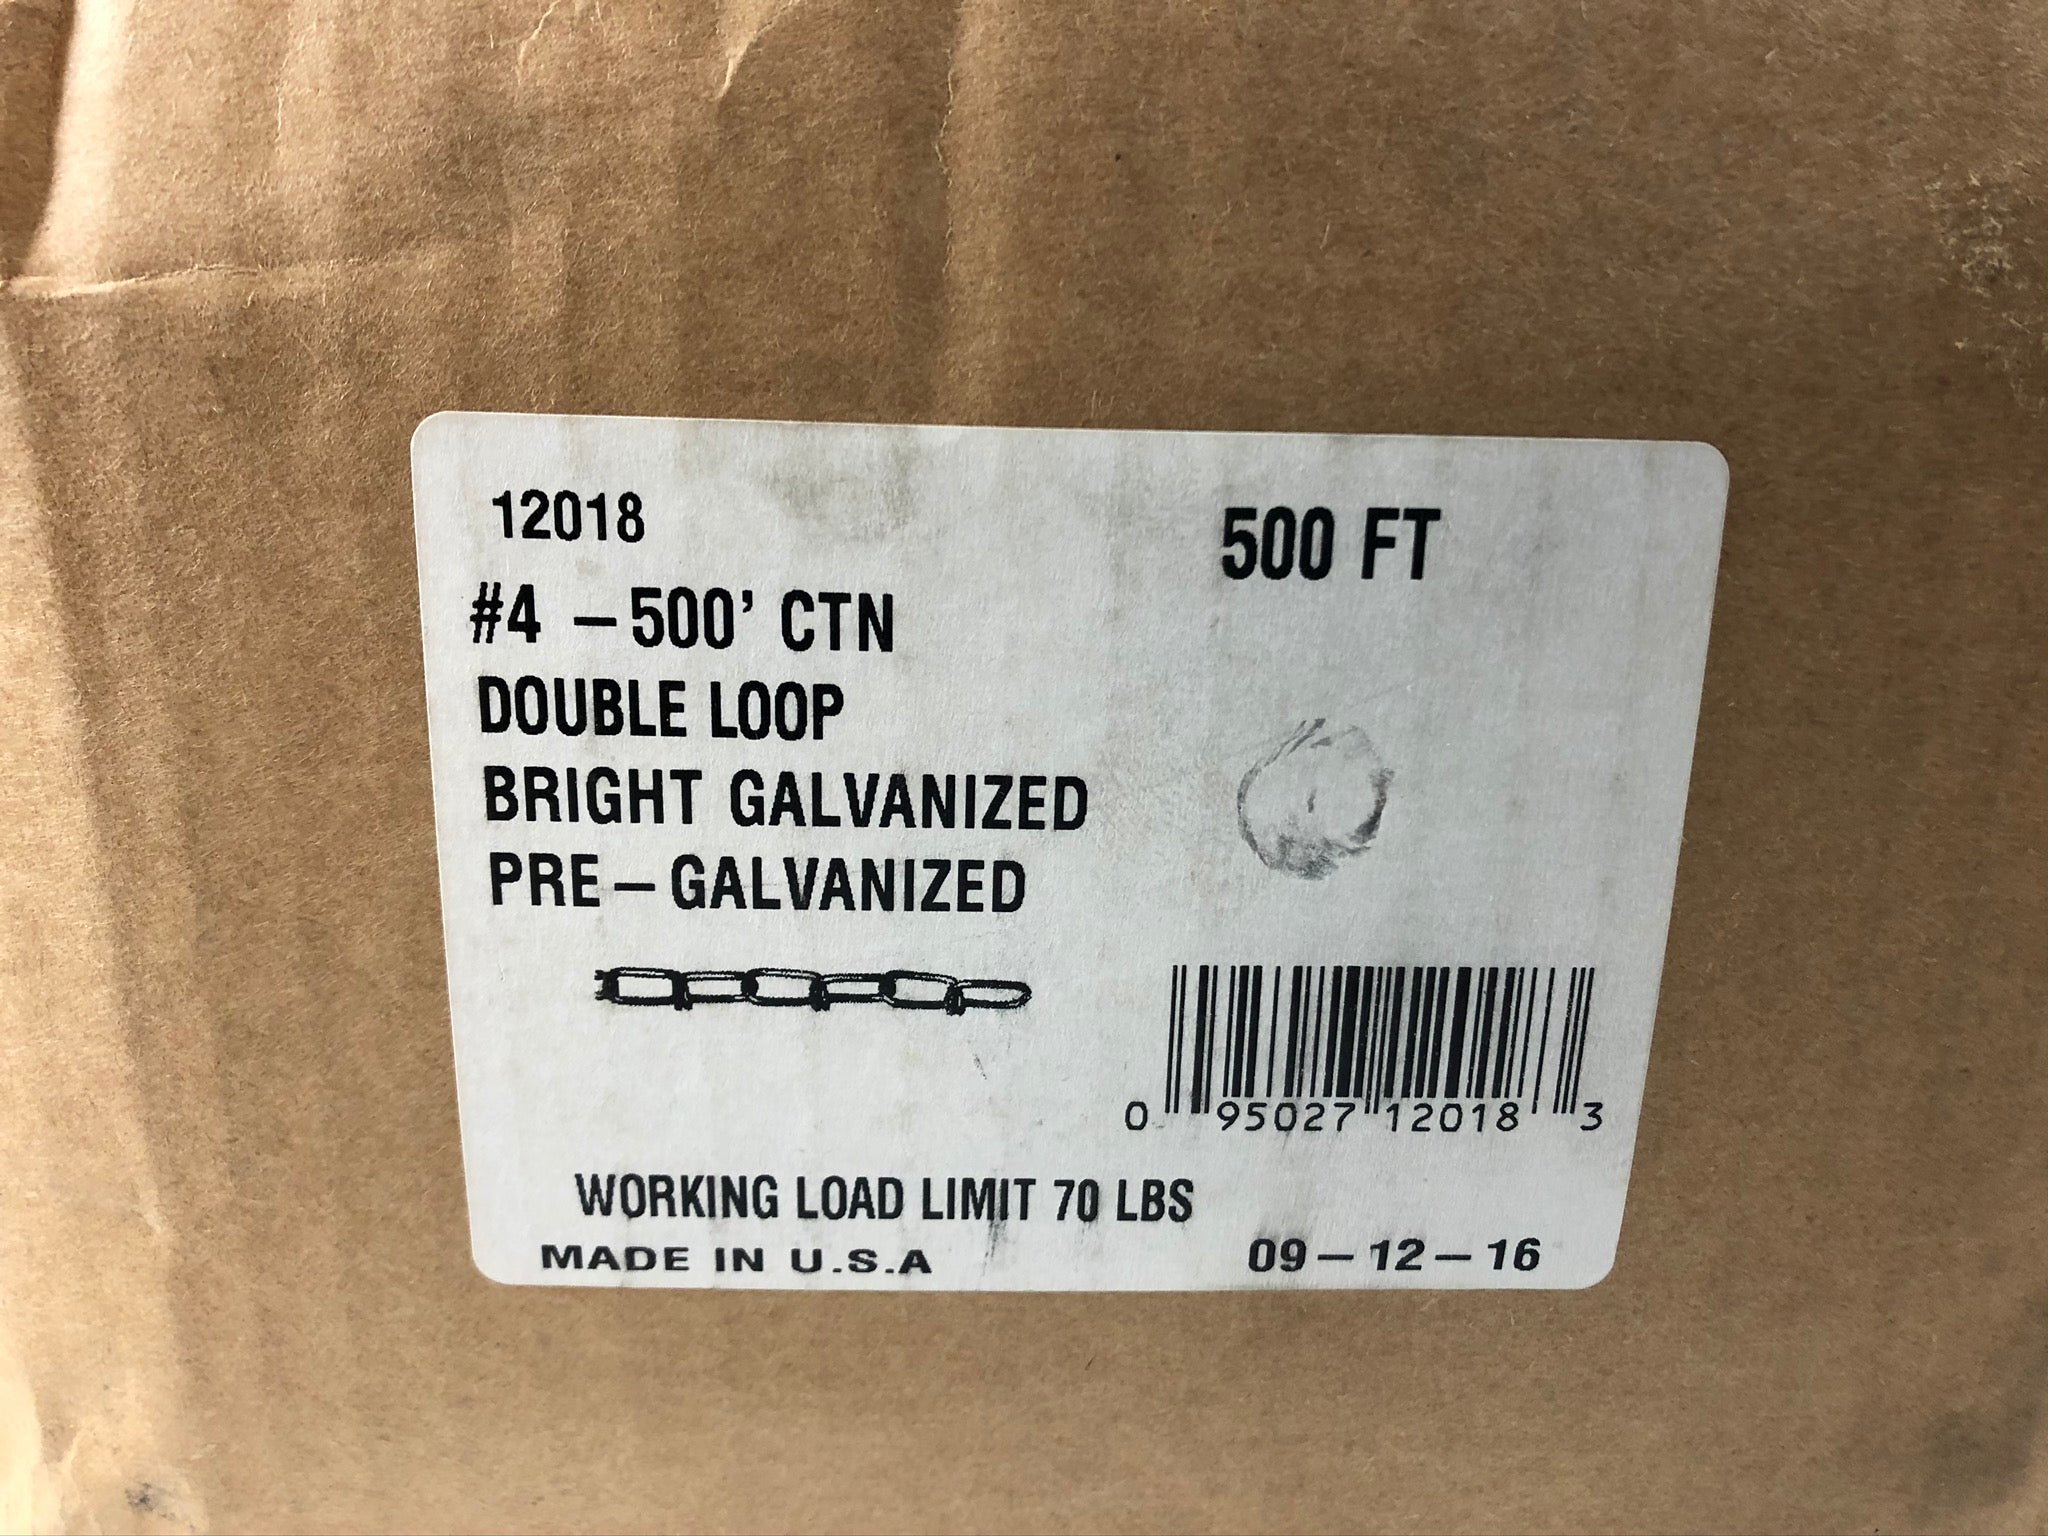 12018
500 FT
#4 – 500' CTN
DOUBLE LOOP
BRIGHT GALVANIZED
PRE – GALVANIZED
0 95027 12018 3
WORKING LOAD LIMIT 70 LBS
MADE IN U.S.A
09 – 12 – 16